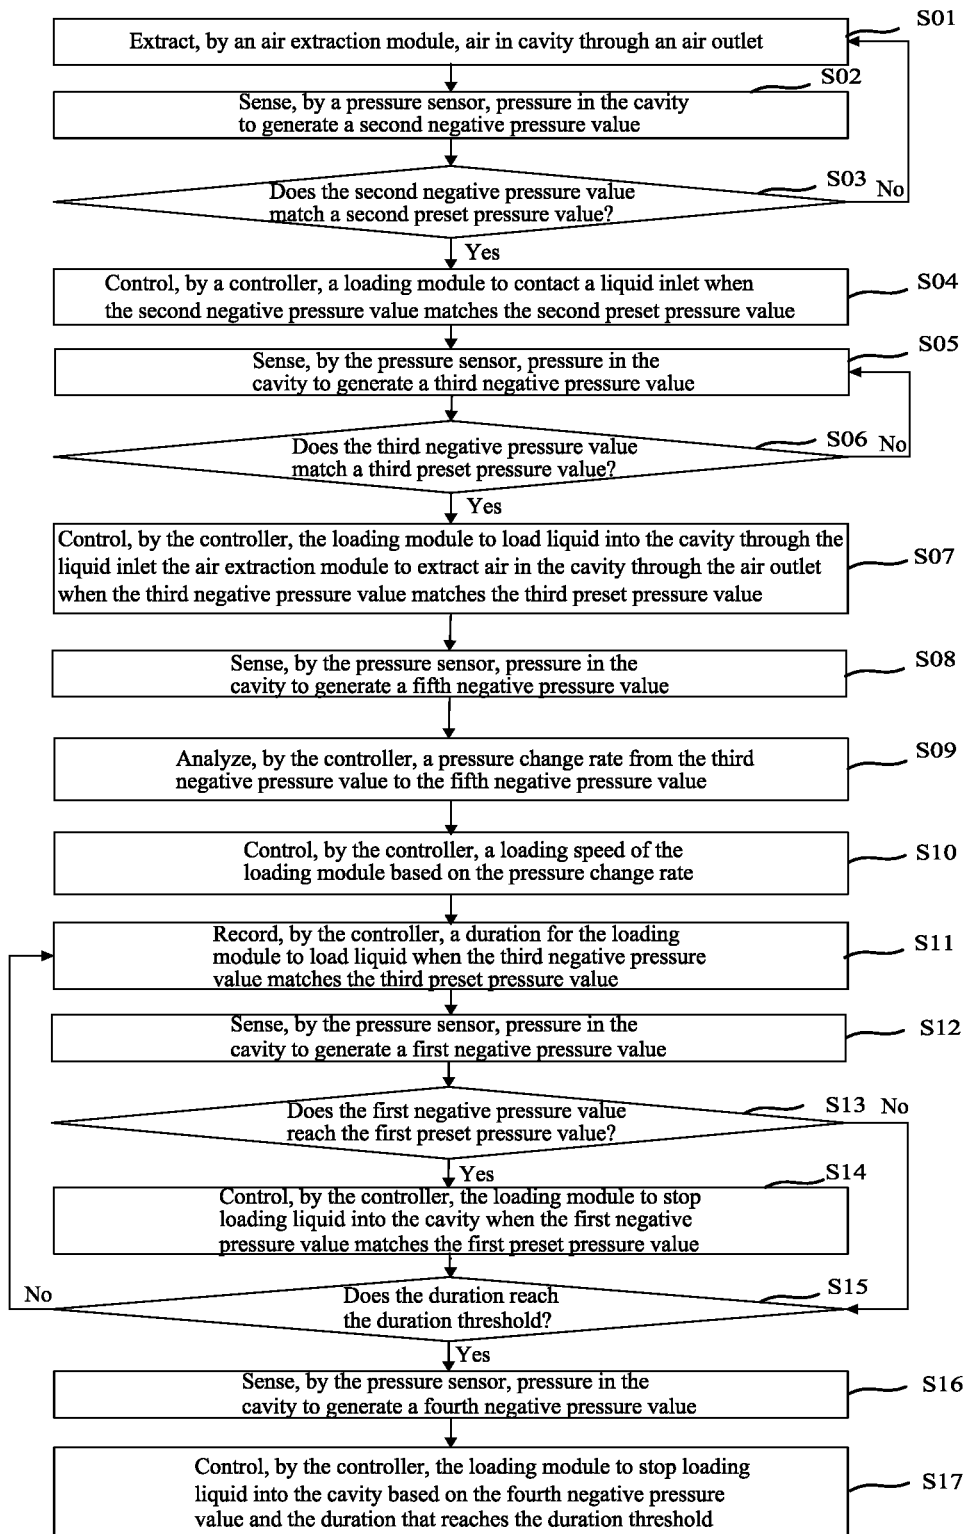 S01
Extract, by an air extraction module, air in cavity through an air outlet
S02
Sense, by a pressure sensor, pressure in the cavity
to generate a second negative pressure value
S03
Does the second negative pressure value
match a second preset pressure value?
No
Yes
S04
Control, by a controller, a loading module to contact a liquid inlet when
the second negative pressure value matches the second preset pressure value
S05
Sense, by the pressure sensor, pressure in the
cavity to generate a third negative pressure value
S06
Does the third negative pressure value
match a third preset pressure value?
No
Yes
Control, by the controller, the loading module to load liquid into the cavity through the
liquid inlet the air extraction module to extract air in the cavity through the air outlet
when the third negative pressure value matches the third preset pressure value
S07
Sense, by the pressure sensor, pressure in the
cavity to generate a fifth negative pressure value
S08
Analyze, by the controller, a pressure change rate from the third
negative pressure value to the fifth negative pressure value
S09
Control, by the controller, a loading speed of the
loading module based on the pressure change rate
S10
Record, by the controller, a duration for the loading
module to load liquid when the third negative pressure
value matches the third preset pressure value
S11
Sense, by the pressure sensor, pressure in the
cavity to generate a first negative pressure value
S12
Does the first negative pressure value
reach the first preset pressure value?
S13
No
Yes
S14
Control, by the controller, the loading module to stop
loading liquid into the cavity when the first negative
pressure value matches the first preset pressure value
No
Does the duration reach
the duration threshold?
S15
Yes
Sense, by the pressure sensor, pressure in the
cavity to generate a fourth negative pressure value
S16
Control, by the controller, the loading module to stop loading
liquid into the cavity based on the fourth negative pressure
value and the duration that reaches the duration threshold
S17